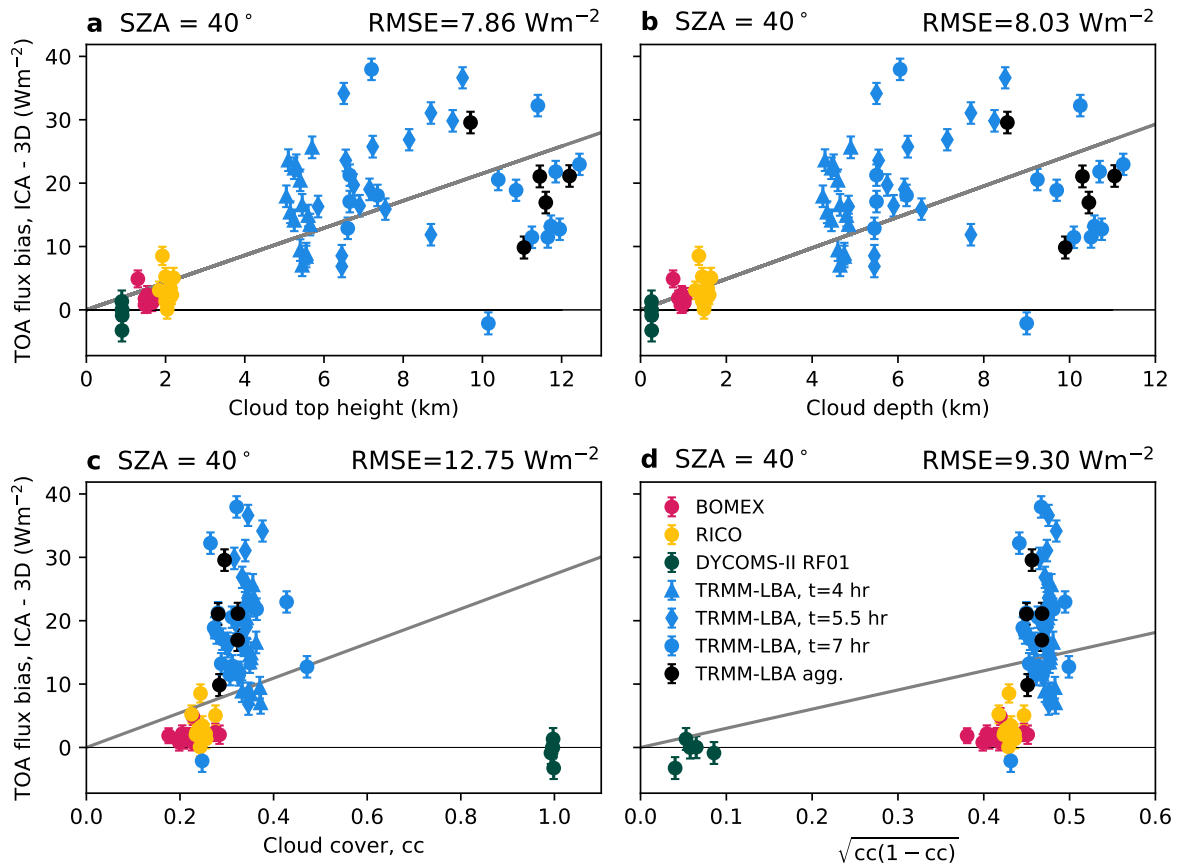 a SZA = 40° RMSE=7.86 Wm−2
b SZA = 40° RMSE=8.03 Wm−2
TOA flux bias, ICA - 3D (Wm−2)
40
30
20
10
0
0 2 4 6 8 10 12
Cloud top height (km)
0 2 4 6 8 10 12
Cloud depth (km)
c SZA = 40° RMSE=12.75 Wm−2
d SZA = 40° RMSE=9.30 Wm−2
TOA flux bias, ICA - 3D (Wm−2)
40
30
20
10
0
0.0 0.2 0.4 0.6 0.8 1.0
Cloud cover, cc
BOMEX
RICO
DYCOMS-II RF01
TRMM-LBA, t=4 hr
TRMM-LBA, t=5.5 hr
TRMM-LBA, t=7 hr
TRMM-LBA agg.
0.0 0.1 0.2 0.3 0.4 0.5 0.6
√cc(1 − cc)